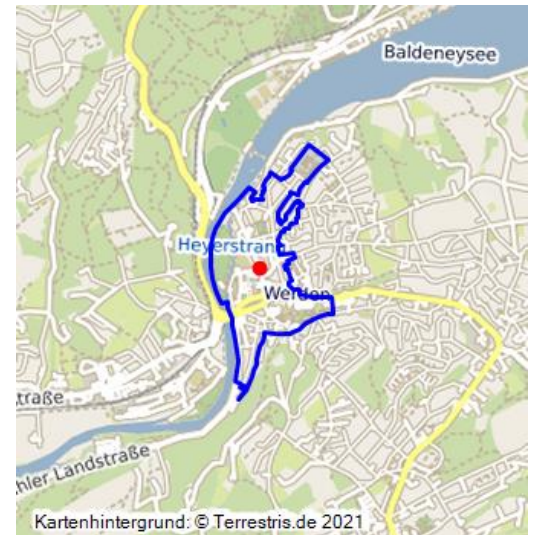 Baldeneysee
Heyerstrand
Werden
traße
hler Landstraße
Kartenhintergrund: © Terrestris.de 2021